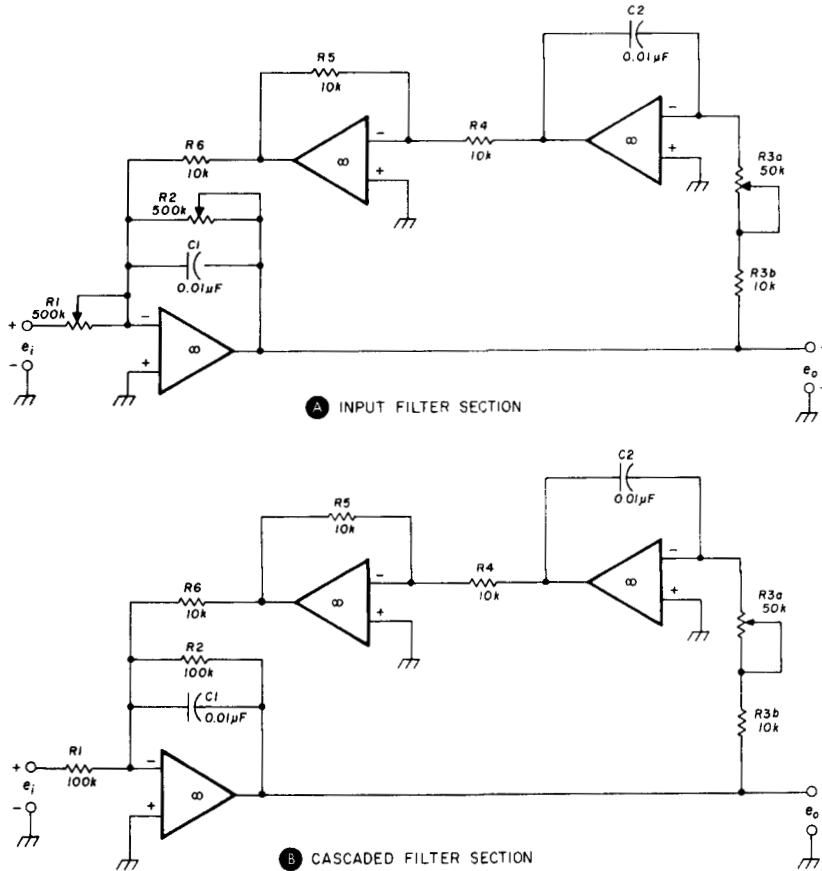 C2
0.01µF
R5
10k
R4
10k
R6
10k
R2
500k
C1
0.01µF
R1
500k
R3a
50k
R3b
10k
∞
∞
∞
- 
+
-
+
-
+
+
ei
-
eo
A INPUT FILTER SECTION
C2
0.01µF
R5
10k
R4
10k
R6
10k
R2
100k
C1
0.01µF
R1
100k
R3a
50k
R3b
10k
∞
∞
∞
-
+
-
+
-
+
+
ei
-
eo
B CASCADED FILTER SECTION